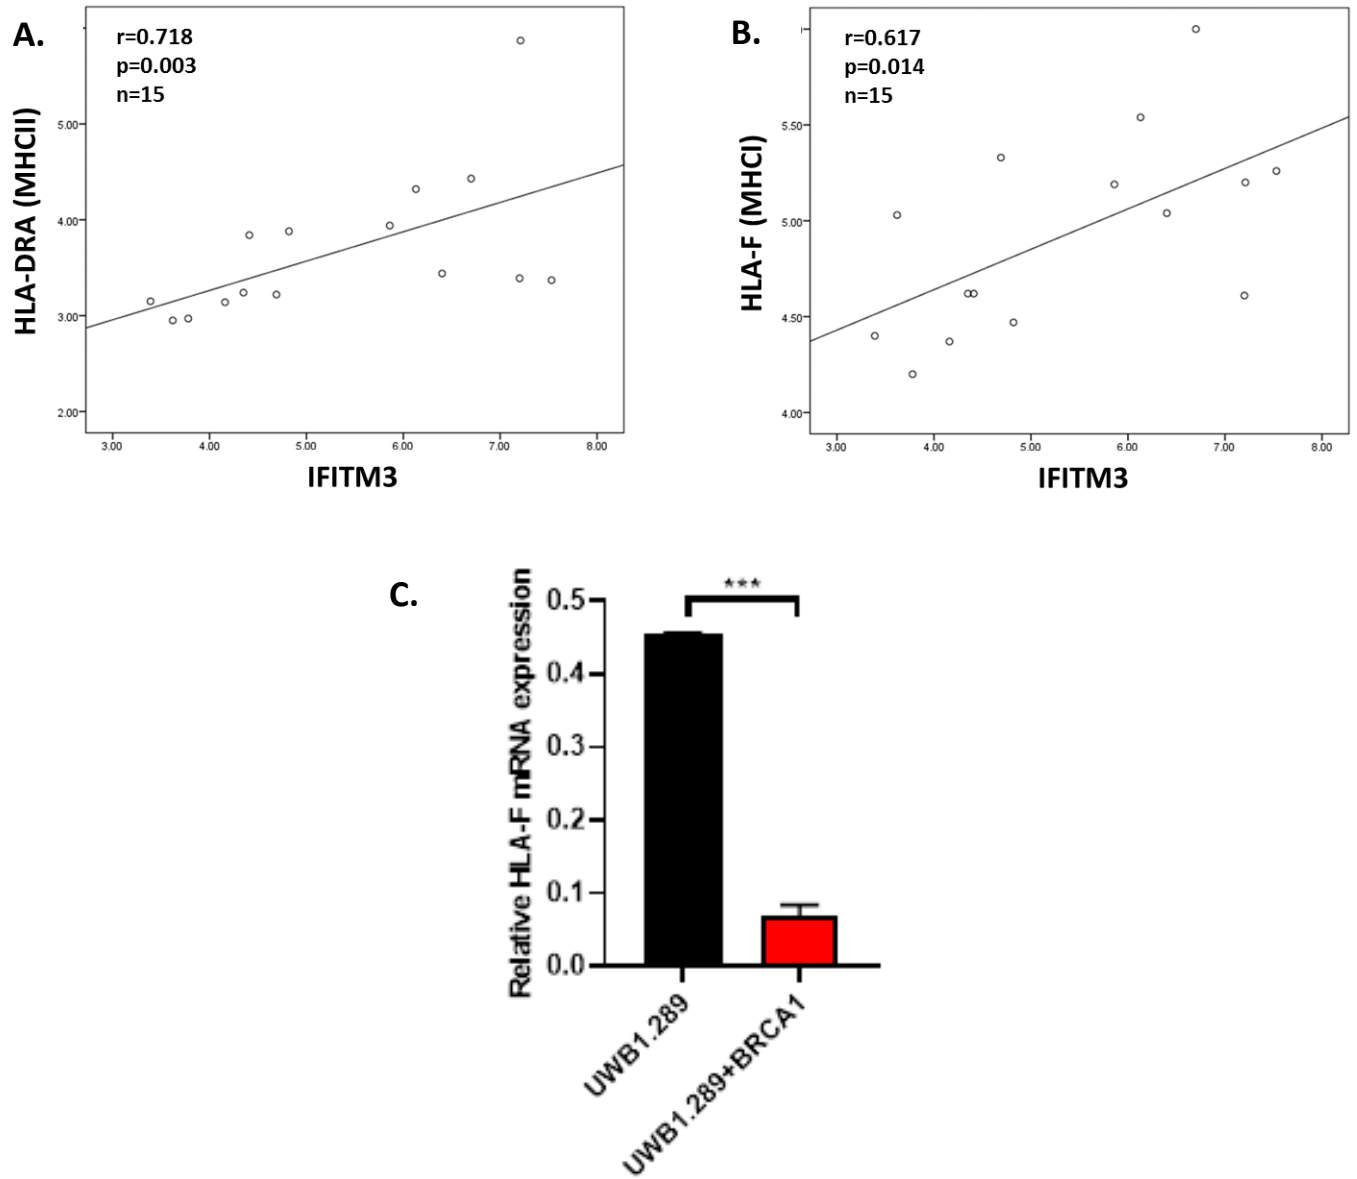 A.
r=0.718
p=0.003
n=15
HLA-DRA (MHCII)
5.00
4.00
3.00
2.00
3.00 4.00 5.00 6.00 7.00 8.00
IFITM3
B.
r=0.617
p=0.014
n=15
HLA-F (MHCI)
5.50
5.00
4.50
4.00
3.00 4.00 5.00 6.00 7.00 8.00
IFITM3
C.
***
Relative HLA-F mRNA expression
0.5
0.4
0.3
0.2
0.1
0.0
UWB1.289
UWB1.289+BRCA1